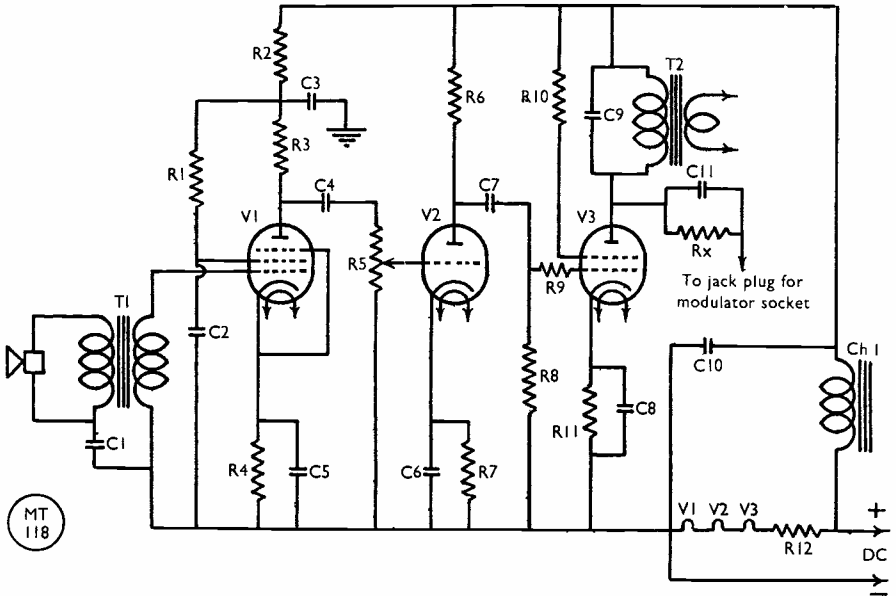 R2
C3
R3
R1
C4
V1
R5
C2
T1
C1
R4
C5
R6
C7
V2
C6
R7
R10
C9
T2
C11
Rx
V3
R9
R8
To jack plug for
modulator socket
C10
Ch 1
R11
C8
V1 V2 V3
R12
+
DC
−
MT
118